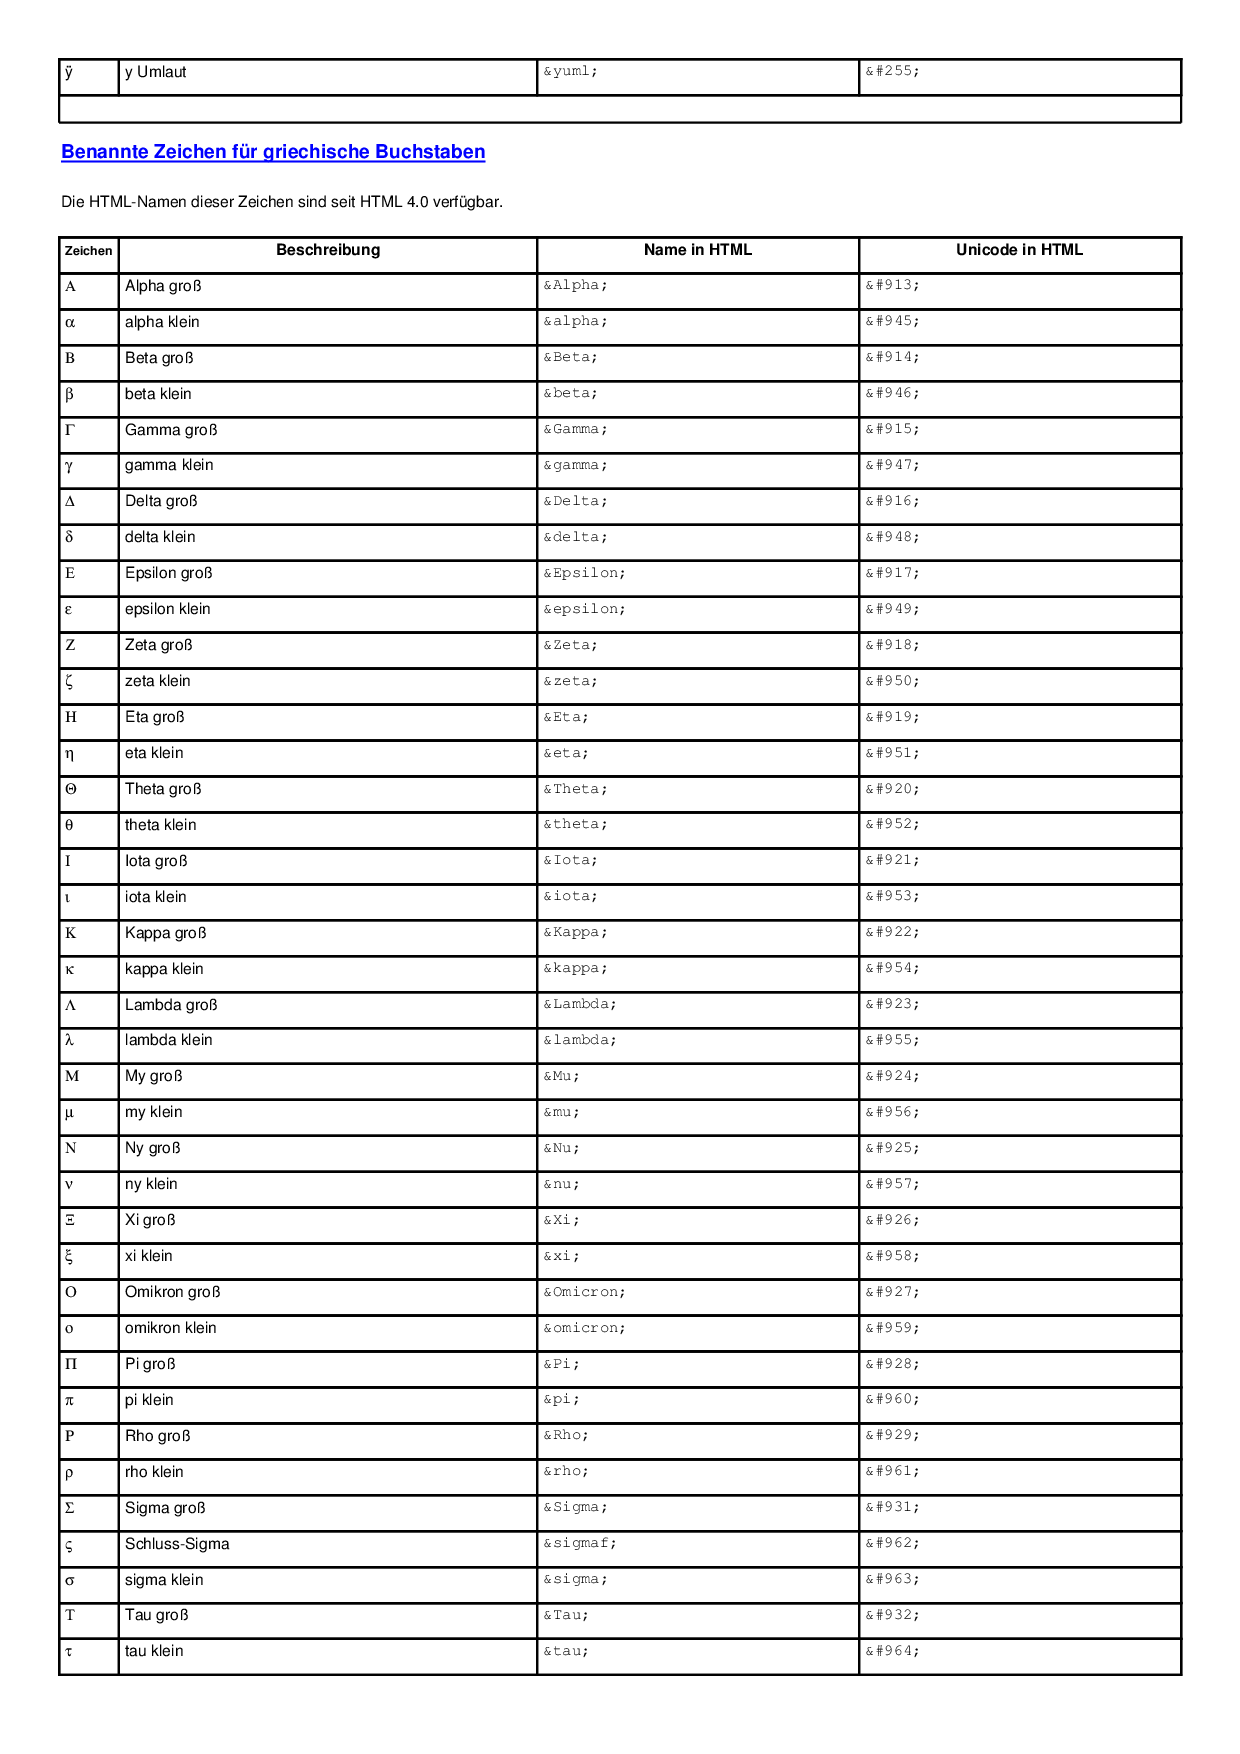 ÿ y Umlaut &yuml; &#255;
Benannte Zeichen für griechische Buchstaben
Die HTML-Namen dieser Zeichen sind seit HTML 4.0 verfügbar.
Zeichen Beschreibung Name in HTML Unicode in HTML
Α Alpha groß &Alpha; &#913;
α alpha klein &alpha; &#945;
Β Beta groß &Beta; &#914;
β beta klein &beta; &#946;
Γ Gamma groß &Gamma; &#915;
γ gamma klein &gamma; &#947;
Δ Delta groß &Delta; &#916;
δ delta klein &delta; &#948;
Ε Epsilon groß &Epsilon; &#917;
ε epsilon klein &epsilon; &#949;
Ζ Zeta groß &Zeta; &#918;
ζ zeta klein &zeta; &#950;
Η Eta groß &Eta; &#919;
η eta klein &eta; &#951;
Θ Theta groß &Theta; &#920;
θ theta klein &theta; &#952;
Ι Iota groß &Iota; &#921;
ι iota klein &iota; &#953;
Κ Kappa groß &Kappa; &#922;
κ kappa klein &kappa; &#954;
Λ Lambda groß &Lambda; &#923;
λ lambda klein &lambda; &#955;
Μ My groß &Mu; &#924;
μ my klein &mu; &#956;
Ν Ny groß &Nu; &#925;
ν ny klein &nu; &#957;
Ξ Xi groß &Xi; &#926;
ξ xi klein &xi; &#958;
Ο Omikron groß &Omicron; &#927;
ο omikron klein &omicron; &#959;
Π Pi groß &Pi; &#928;
π pi klein &pi; &#960;
Ρ Rho groß &Rho; &#929;
ρ rho klein &rho; &#961;
Σ Sigma groß &Sigma; &#931;
ς Schluss-Sigma &sigmaf; &#962;
σ sigma klein &sigma; &#963;
Τ Tau groß &Tau; &#932;
τ tau klein &tau; &#964;